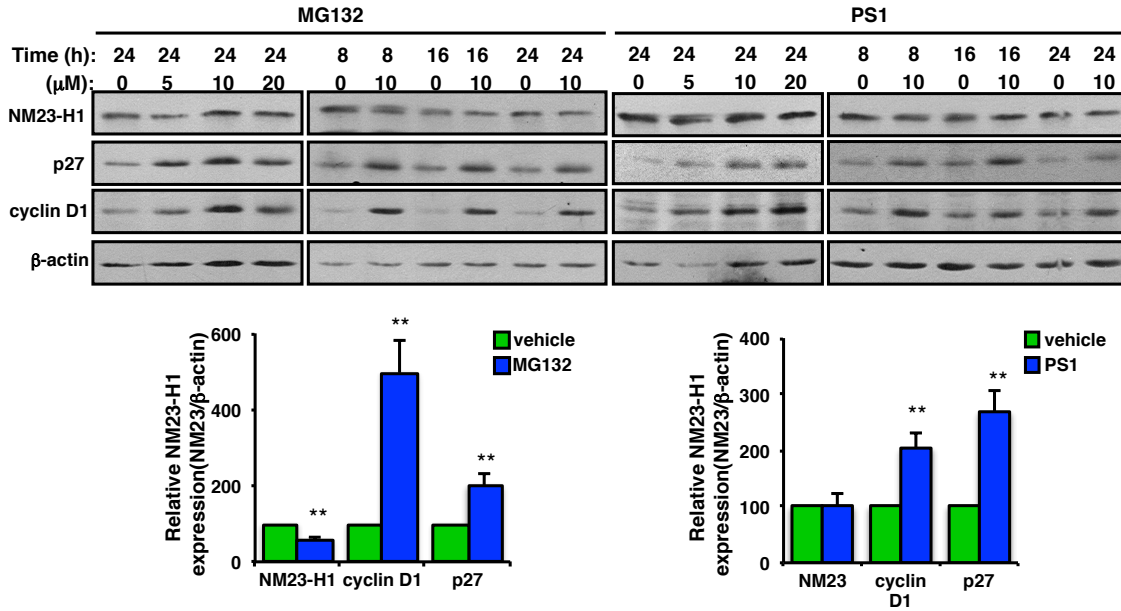 MG132 PS1
Time (h): 24 24 24 24 8 8 16 16 24 24 24 24 24 24 8 8 16 16 24 24
(μM) 0 5 10 20 0 10 0 10 0 10 0 5 10 20 0 10 0 10 0 10
NM23-H1
p27
cyclin D1
β-actin
Relative NM23-H1
expression(NM23/β-actin)
600
400
200
0
**
**
**
vehicle
MG132
NM23-H1 cyclin D1 p27
Relative NM23-H1
expression(NM23/β-actin)
400
300
200
100
0
**
**
vehicle
PS1
NM23 cyclin D1 p27